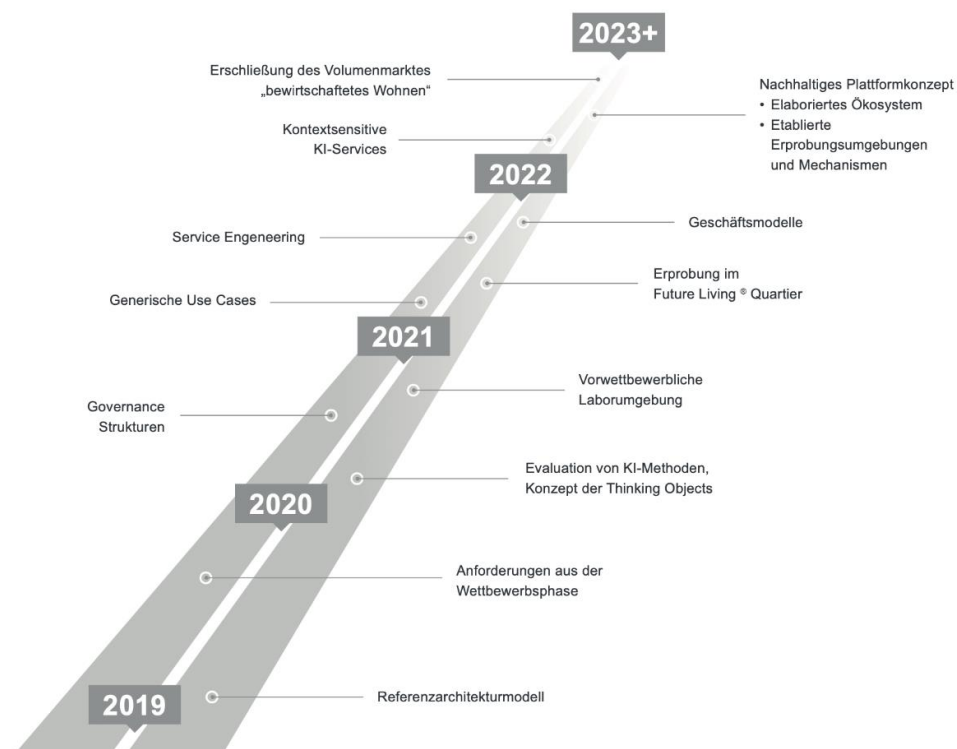 2023+
Erschließung des Volumenmarktes
„bewirtschaftetes Wohnen“
Nachhaltiges Plattformkonzept
• Elaboriertes Ökosystem
• Etablierte
Erprobungsumgebungen
und Mechanismen
Kontextsensitive
KI-Services
2022
Geschäftsmodelle
Service Engeneering
Erprobung im
Future Living ® Quartier
Generische Use Cases
2021
Vorwettbewerbliche
Laborumgebung
Governance
Strukturen
Evaluation von KI-Methoden,
Konzept der Thinking Objects
2020
Anforderungen aus der
Wettbewerbsphase
2019
Referenzarchitekturmodell